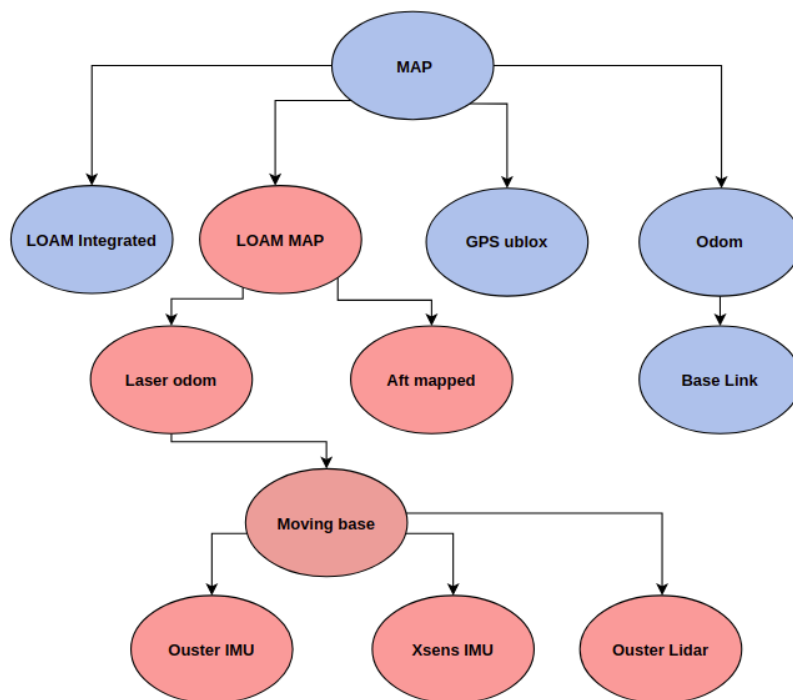 MAP
LOAM Integrated
LOAM MAP
GPS ublox
Odom
Laser odom
Aft mapped
Base Link
Moving base
Ouster IMU
Xsens IMU
Ouster Lidar